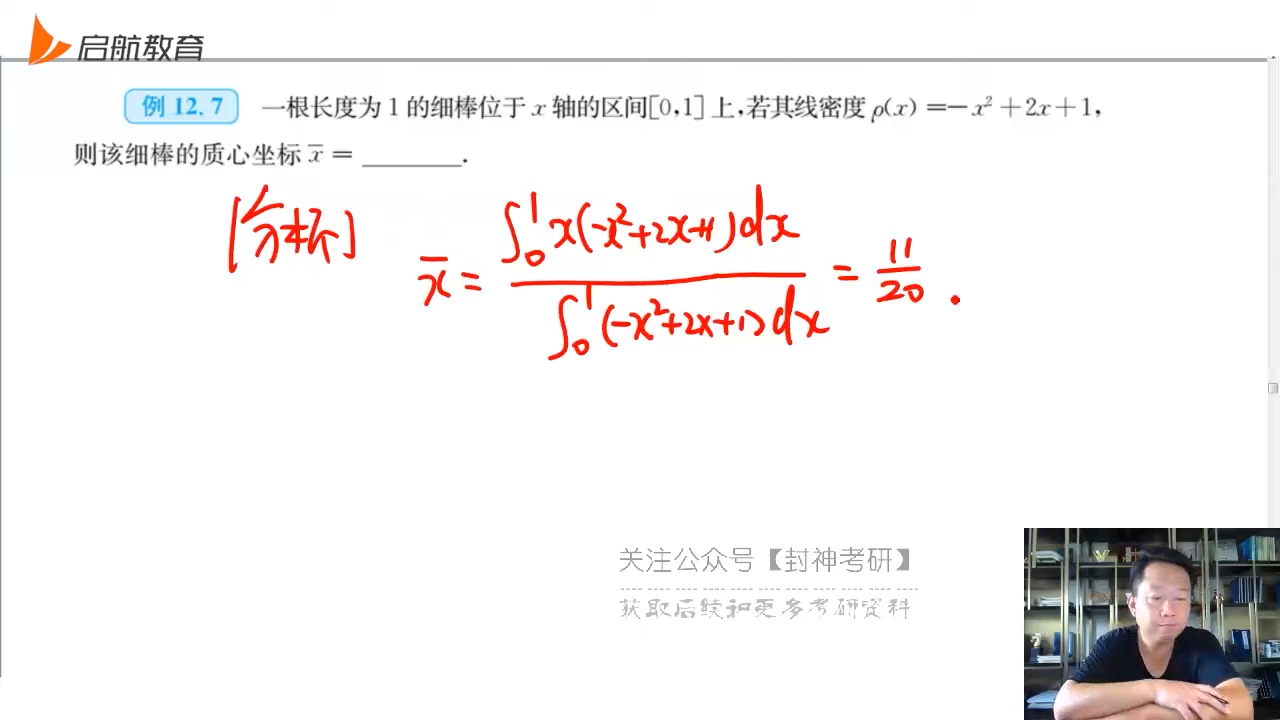 启航教育
例 12.7 一根长度为 1 的细棒位于 x 轴的区间[0,1]上,若其线密度 ρ(x)=-x²+2x+1,
则该细棒的质心坐标 x̄ = ________.
[分析] x̄ = ∫₀¹ x(-x²+2x+1)dx / ∫₀¹ (-x²+2x+1)dx = 11/20 .
关注公众号【封神考研】
获取后续和更多考研资料